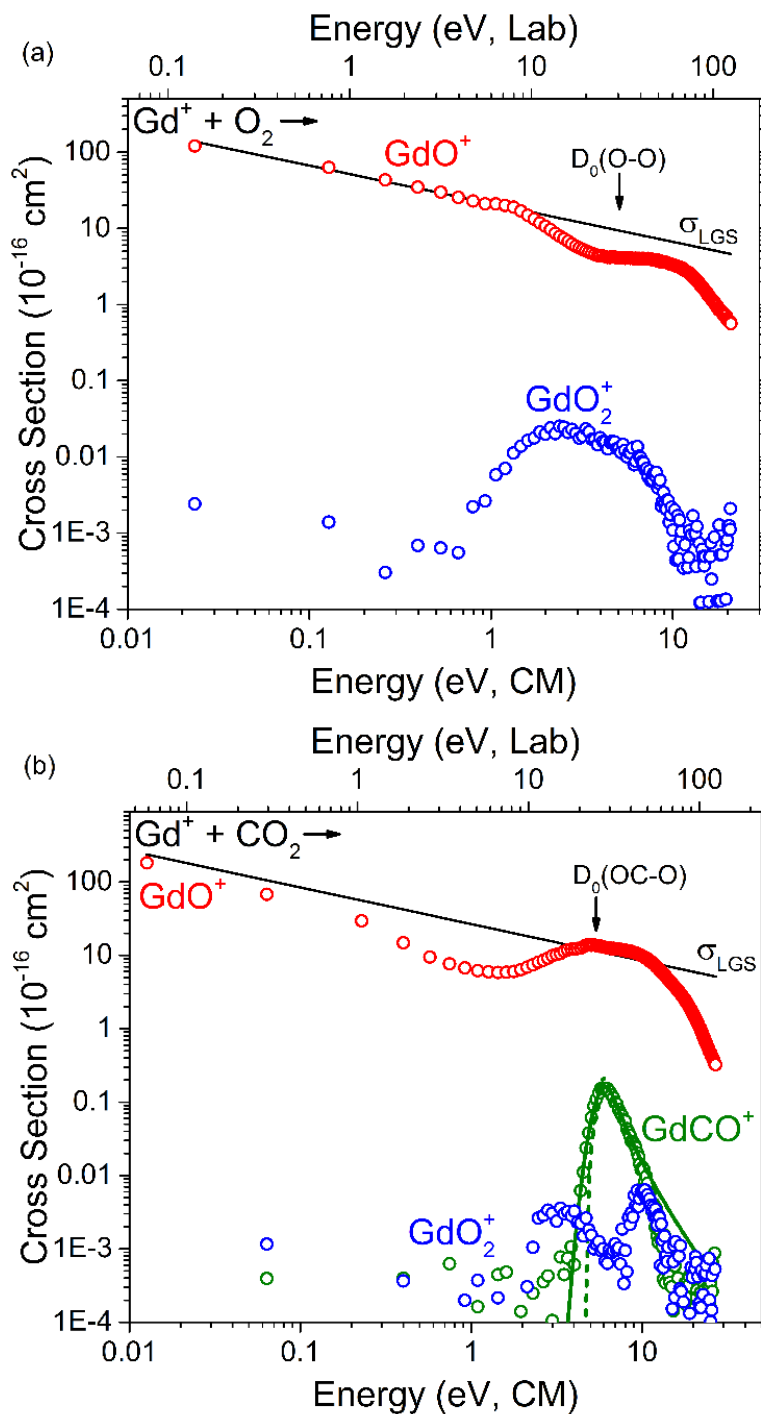 (a)
Energy (eV, Lab)
0.1 1 10 100
Gd⁺ + O₂ →
GdO⁺
D₀(O-O)
σLGS
GdO₂⁺
Cross Section (10⁻¹⁶ cm²)
100
10
1
0.1
0.01
1E-3
1E-4
0.01 0.1 1 10
Energy (eV, CM)
(b)
Energy (eV, Lab)
0.1 1 10 100
Gd⁺ + CO₂ →
GdO⁺
D₀(OC-O)
σLGS
GdCO⁺
GdO₂⁺
Cross Section (10⁻¹⁶ cm²)
100
10
1
0.1
0.01
1E-3
1E-4
0.01 0.1 1 10
Energy (eV, CM)